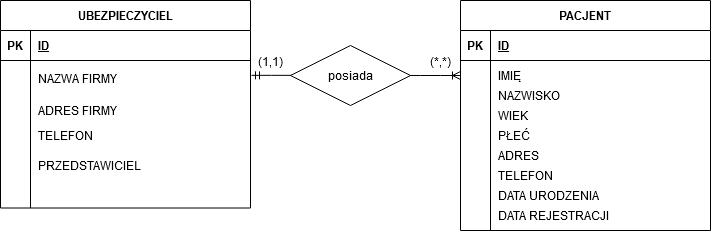 UBEZPIECZYCIEL
PK ID
NAZWA FIRMY
ADRES FIRMY
TELEFON
PRZEDSTAWICIEL
(1,1)
posiada
(*,*)
PACJENT
PK ID
IMIĘ
NAZWISKO
WIEK
PŁEĆ
ADRES
TELEFON
DATA URODZENIA
DATA REJESTRACJI